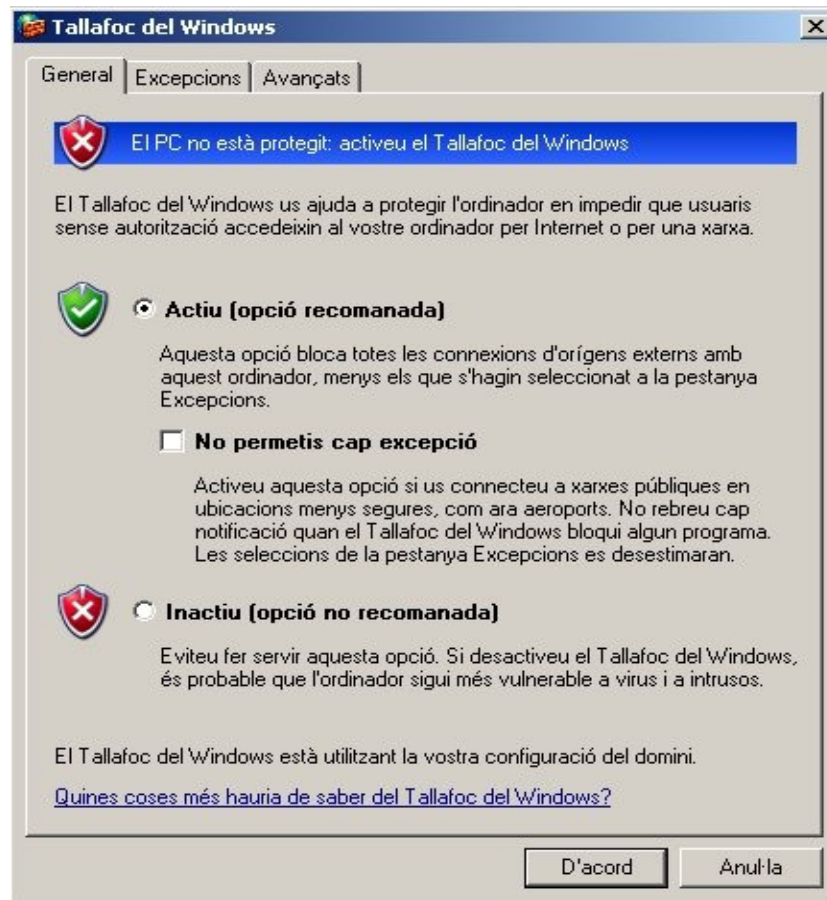 Tallafoc del Windows
General
Excepcions
Avançats
El PC no està protegit: activeu el Tallafoc del Windows
El Tallafoc del Windows us ajuda a protegir l'ordinador en impedir que usuaris
sense autorització accedeixin al vostre ordinador per Internet o per una xarxa.
Actiu (opció recomanada)
Aquesta opció bloca totes les connexions d'orígens externs amb
aquest ordinador, menys els que s'hagin seleccionat a la pestanya
Excepcions.
No permetis cap excepció
Activeu aquesta opció si us connecteu a xarxes públiques en
ubicacions menys segures, com ara aeroports. No rebreu cap
notificació quan el Tallafoc del Windows bloqui algun programa.
Les seleccions de la pestanya Excepcions es desestimaran.
Inactiu (opció no recomanada)
Eviteu fer servir aquesta opció. Si desactiveu el Tallafoc del Windows,
és probable que l'ordinador sigui més vulnerable a virus i a intrusos.
El Tallafoc del Windows està utilitzant la vostra configuració del domini.
Quines coses més hauria de saber del Tallafoc del Windows?
D'acord
Anul·la